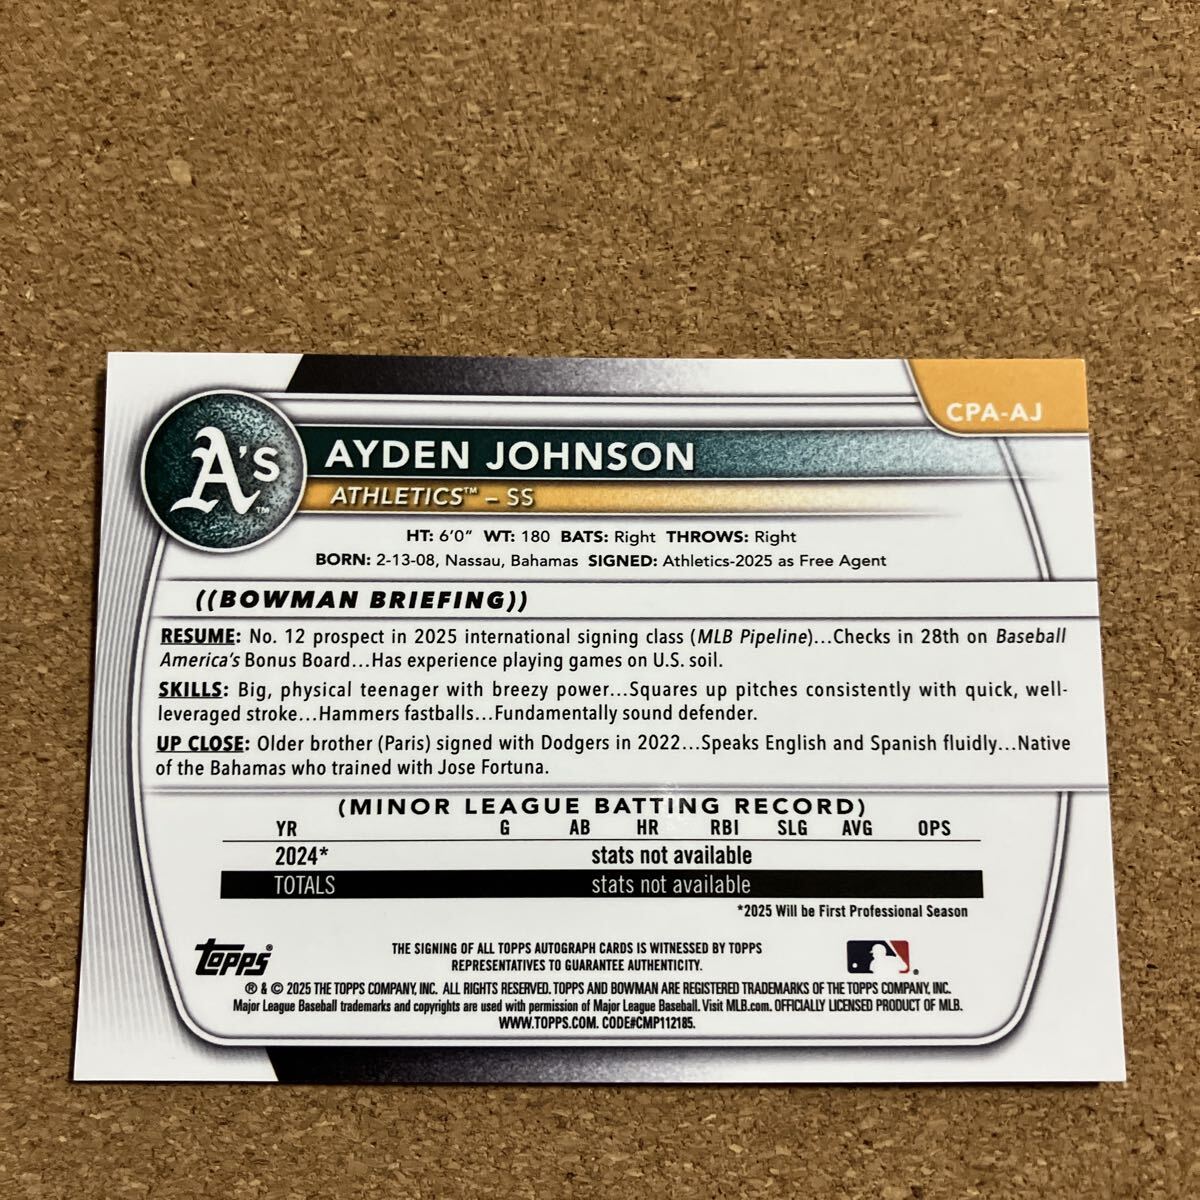 CPA-AJ
A's™
AYDEN JOHNSON
ATHLETICS™ – SS
HT: 6'0" WT: 180 BATS: Right THROWS: Right
BORN: 2-13-08, Nassau, Bahamas SIGNED: Athletics-2025 as Free Agent
((BOWMAN BRIEFING))
RESUME: No. 12 prospect in 2025 international signing class (MLB Pipeline)...Checks in 28th on Baseball
America's Bonus Board...Has experience playing games on U.S. soil.
SKILLS: Big, physical teenager with breezy power...Squares up pitches consistently with quick, well-
leveraged stroke...Hammers fastballs...Fundamentally sound defender.
UP CLOSE: Older brother (Paris) signed with Dodgers in 2022...Speaks English and Spanish fluidly...Native
of the Bahamas who trained with Jose Fortuna.
(MINOR LEAGUE BATTING RECORD)
YR G AB HR RBI SLG AVG OPS
2024* stats not available
TOTALS stats not available
*2025 Will be First Professional Season
Topps®
THE SIGNING OF ALL TOPPS AUTOGRAPH CARDS IS WITNESSED BY TOPPS
REPRESENTATIVES TO GUARANTEE AUTHENTICITY.
® & © 2025 THE TOPPS COMPANY, INC. ALL RIGHTS RESERVED. TOPPS AND BOWMAN ARE REGISTERED TRADEMARKS OF THE TOPPS COMPANY, INC.
Major League Baseball trademarks and copyrights are used with permission of Major League Baseball. Visit MLB.com. OFFICIALLY LICENSED PRODUCT OF MLB.
WWW.TOPPS.COM. CODE#CMP112185.